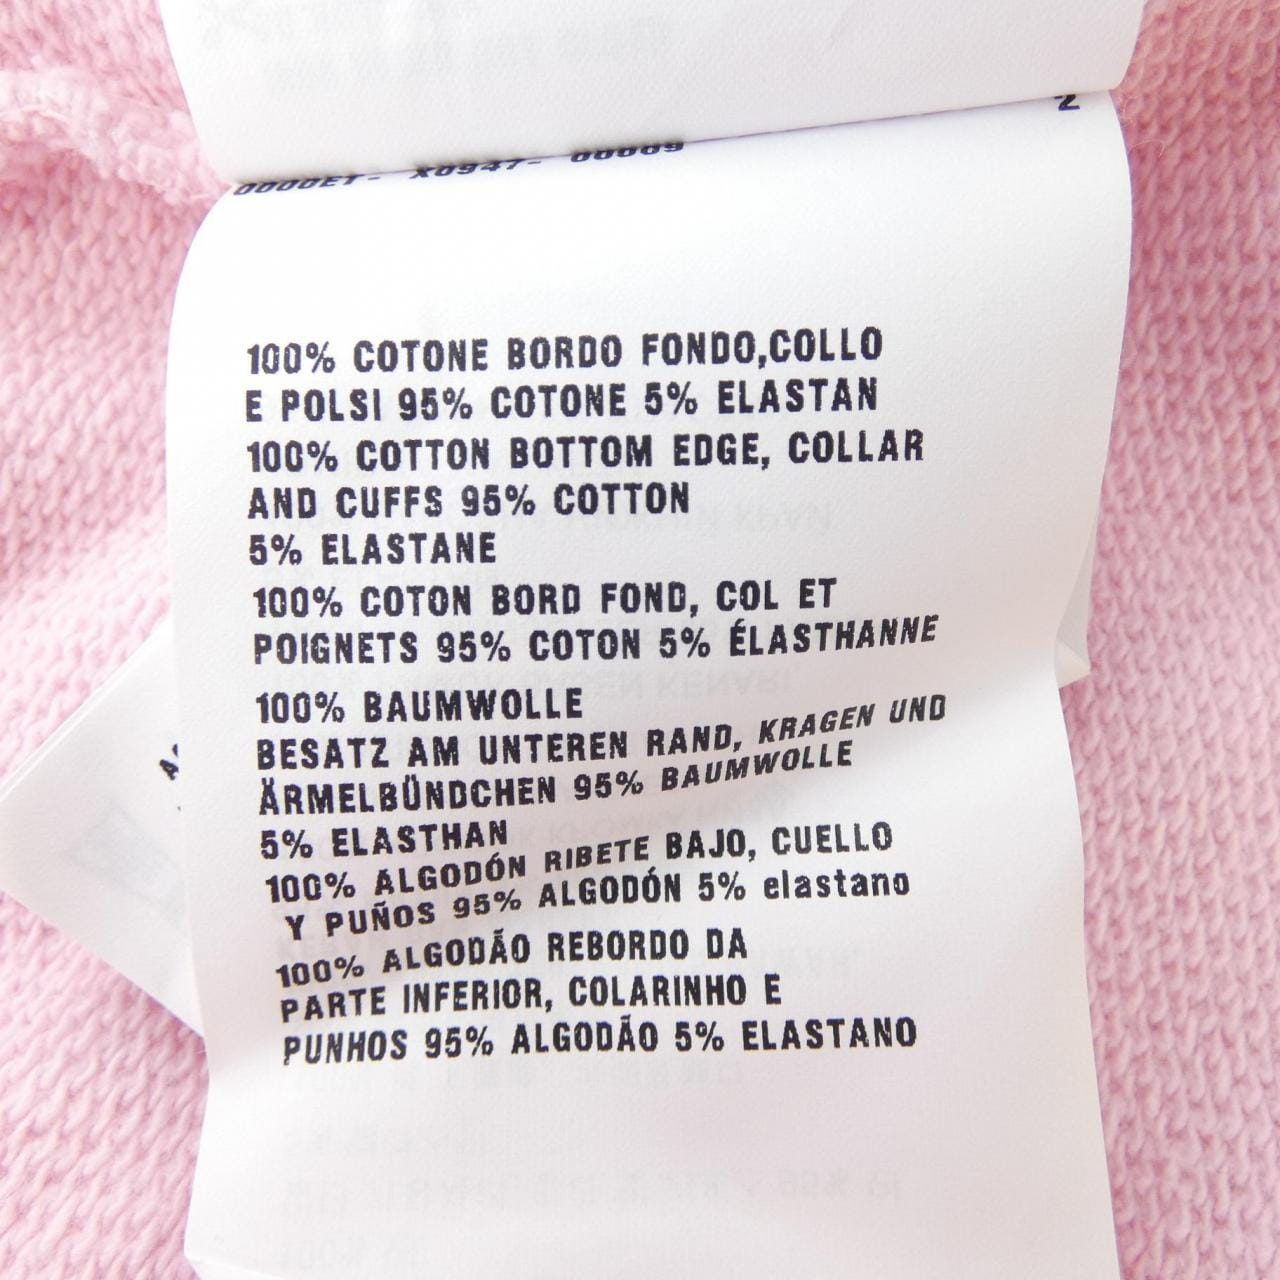 N
X0947- 00009
100% COTONE BORDO FONDO,COLLO
E POLSI 95% COTONE 5% ELASTAN
100% COTTON BOTTOM EDGE, COLLAR
AND CUFFS 95% COTTON
5% ELASTANE
100% COTON BORD FOND, COL ET
POIGNETS 95% COTON 5% ÉLASTHANNE
100% BAUMWOLLE
BESATZ AM UNTEREN RAND, KRAGEN UND
ÄRMELBÜNDCHEN 95% BAUMWOLLE
5% ELASTHAN
100% ALGODÓN RIBETE BAJO, CUELLO
Y PUÑOS 95% ALGODÓN 5% elastano
100% ALGODÃO REBORDO DA
PARTE INFERIOR, COLARINHO E
PUNHOS 95% ALGODÃO 5% ELASTANO